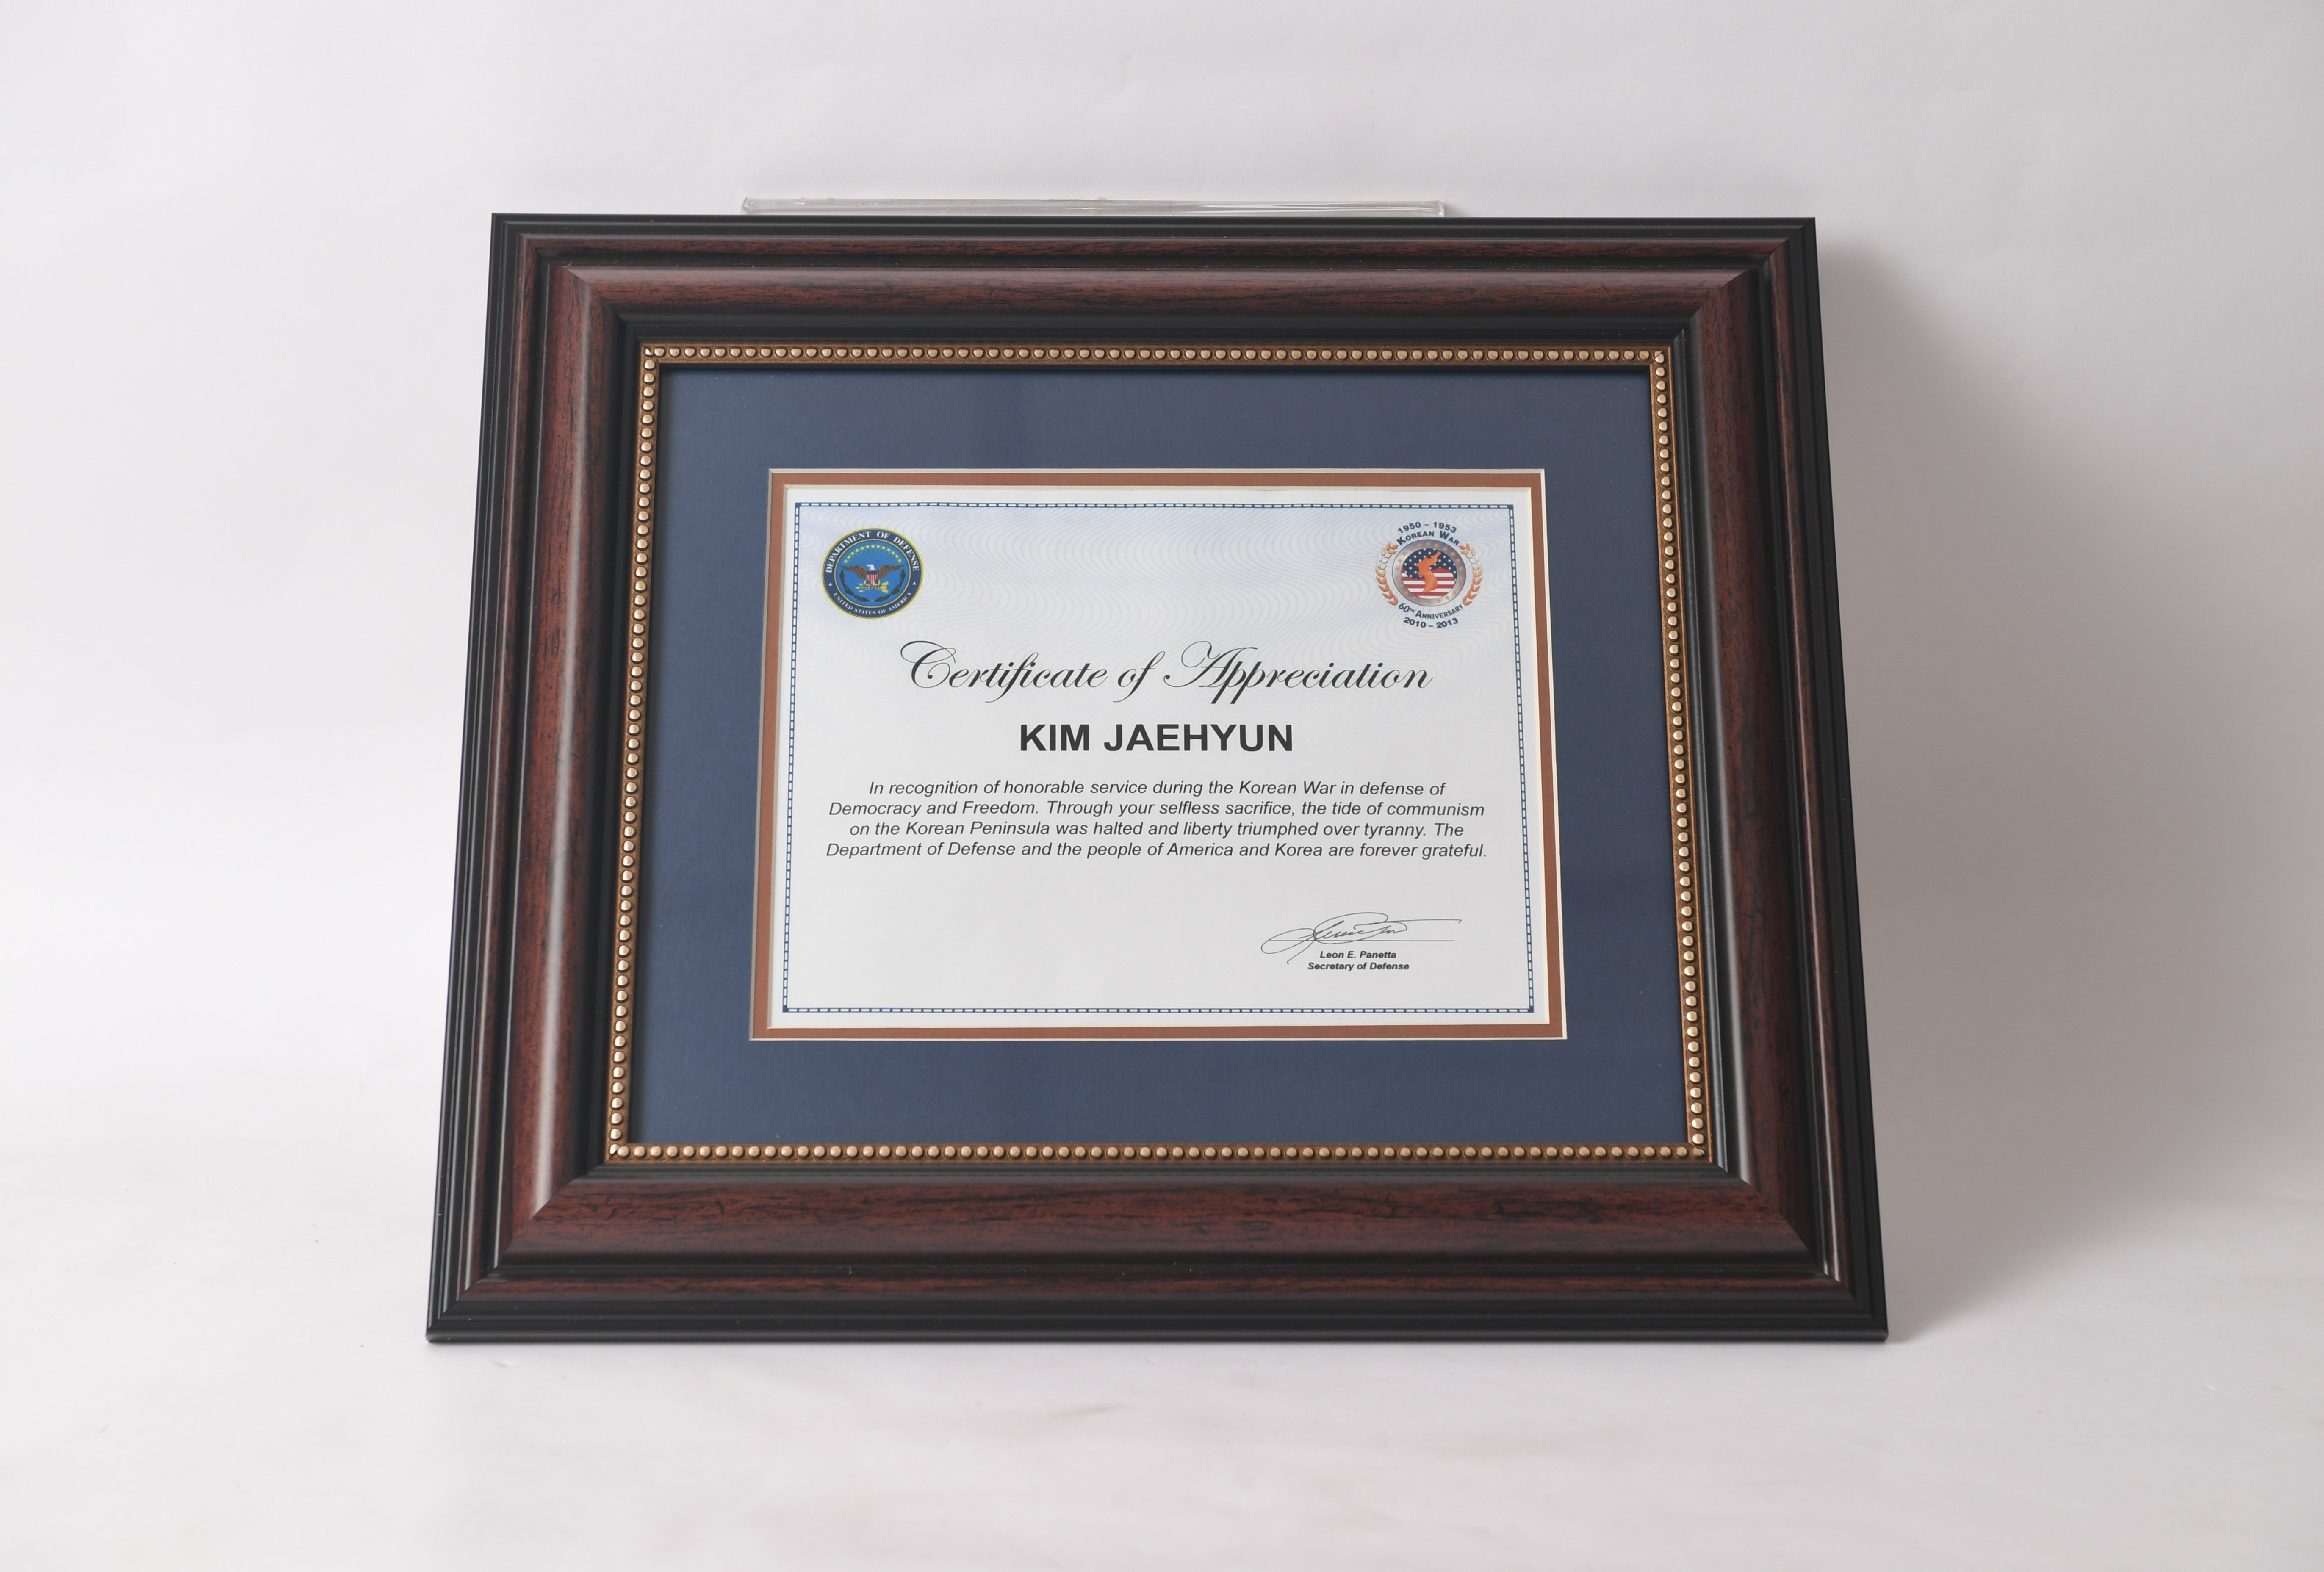 DEPARTMENT OF DEFENSE
UNITED STATES OF AMERICA
1950 – 1953
KOREAN WAR
60TH ANNIVERSARY
2010 – 2013
Certificate of Appreciation
KIM JAEHYUN
In recognition of honorable service during the Korean War in defense of
Democracy and Freedom. Through your selfless sacrifice, the tide of communism
on the Korean Peninsula was halted and liberty triumphed over tyranny. The
Department of Defense and the people of America and Korea are forever grateful.
Leon E. Panetta
Secretary of Defense